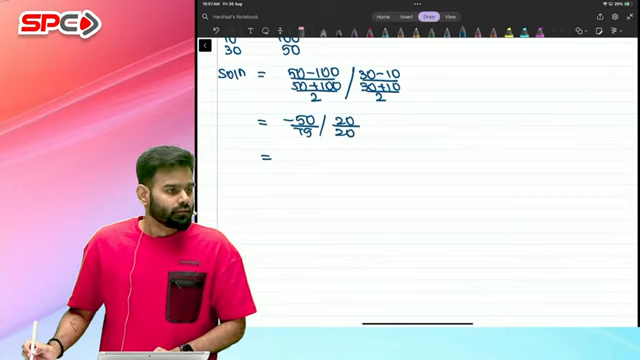 SPC
10:57 AM Fri 20 Aug
Harshad's Notebook
Home Insert Draw View
10 100
30 50
Soln = 50-100 / 30-10
50+100 30+10
2 2
= -50 / 20
75 20
=